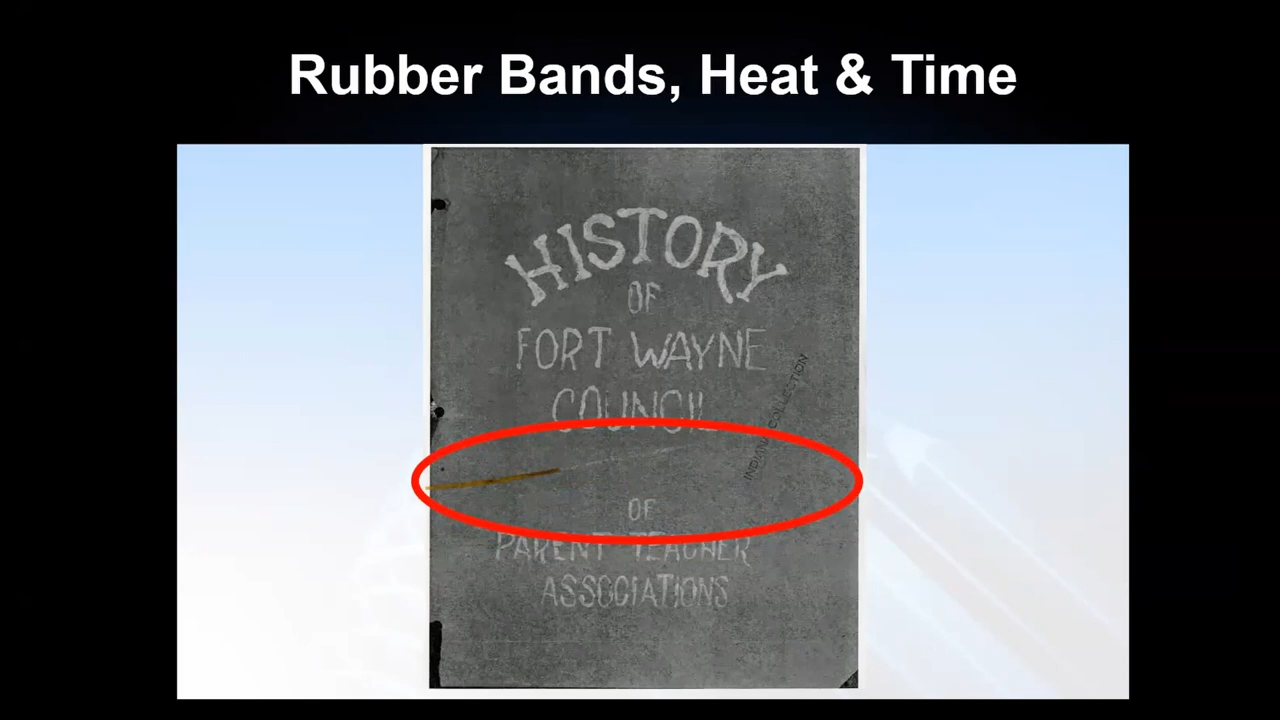 Rubber Bands, Heat & Time
HISTORY
OF
FORT WAYNE
COUNCIL
INDIANA COLLECTION
OF
PARENT TEACHER
ASSOCIATIONS